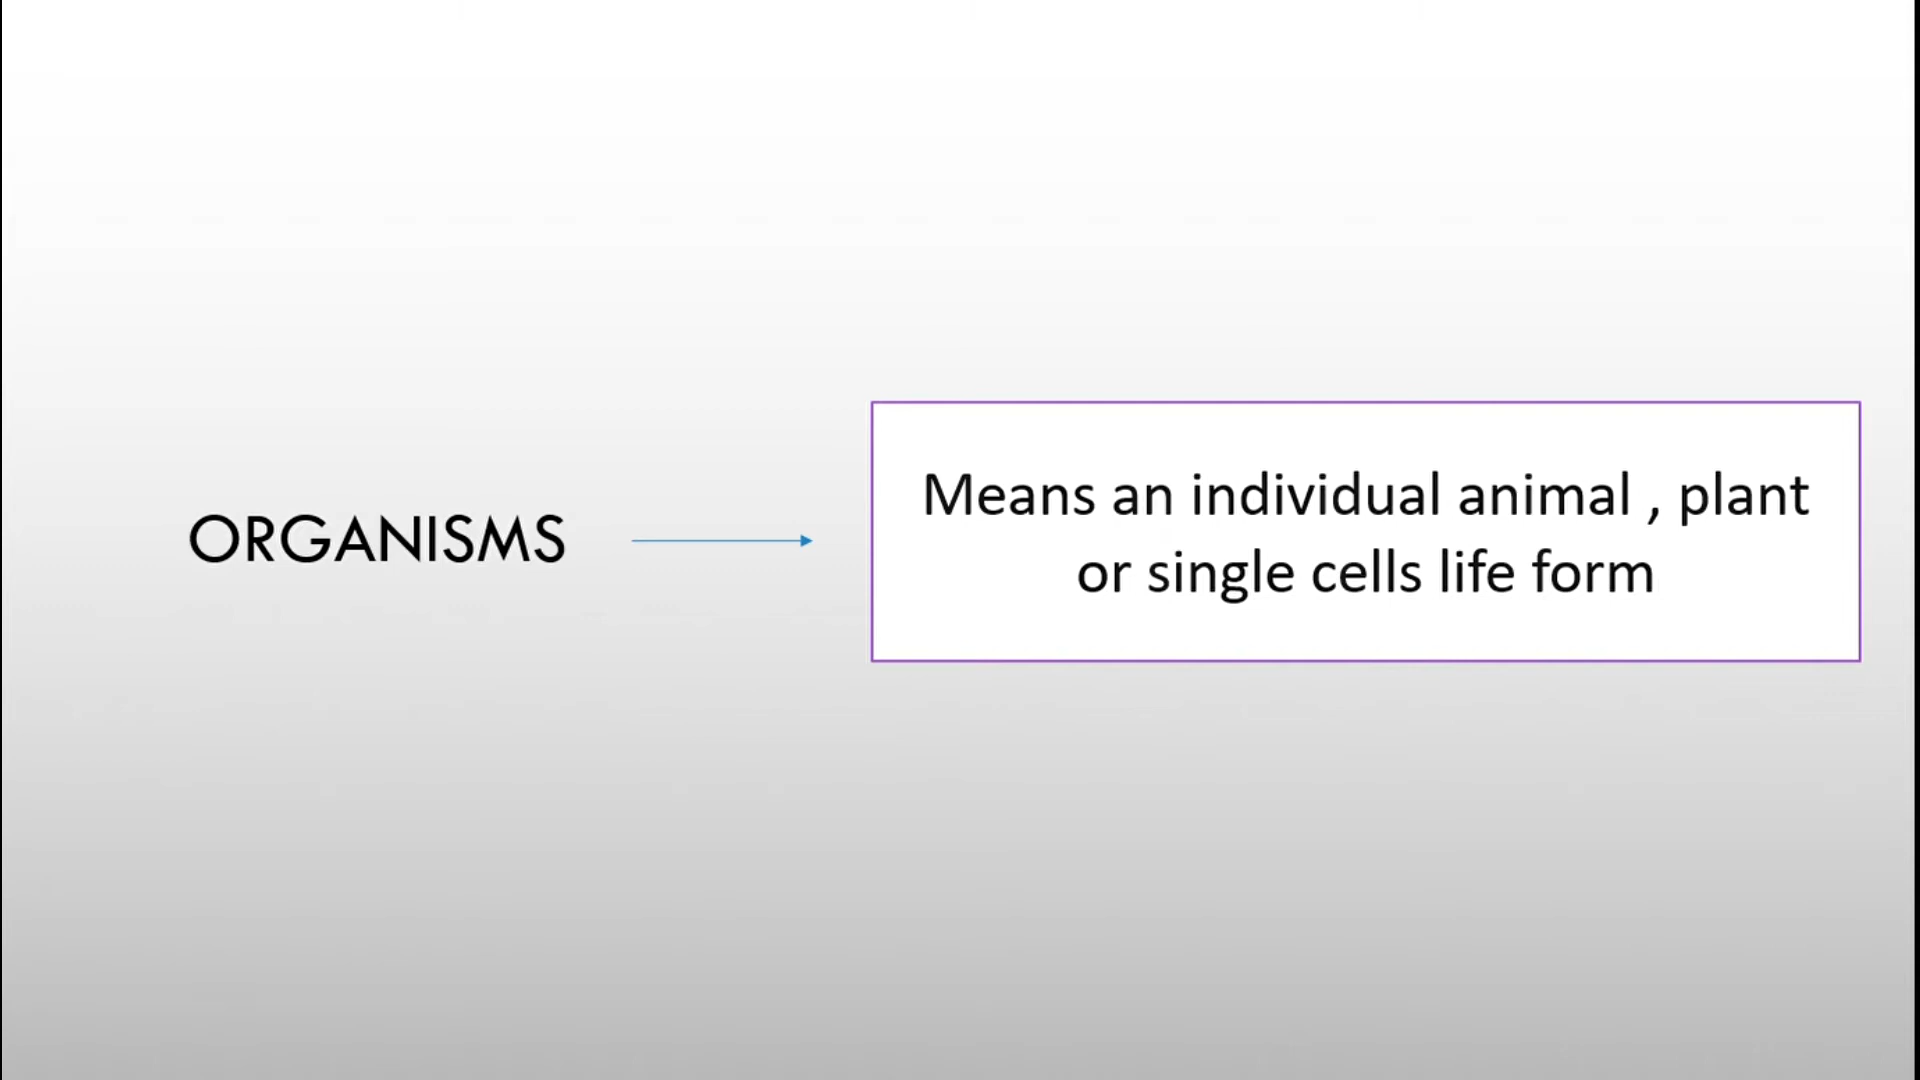 ORGANISMS
Means an individual animal , plant
or single cells life form